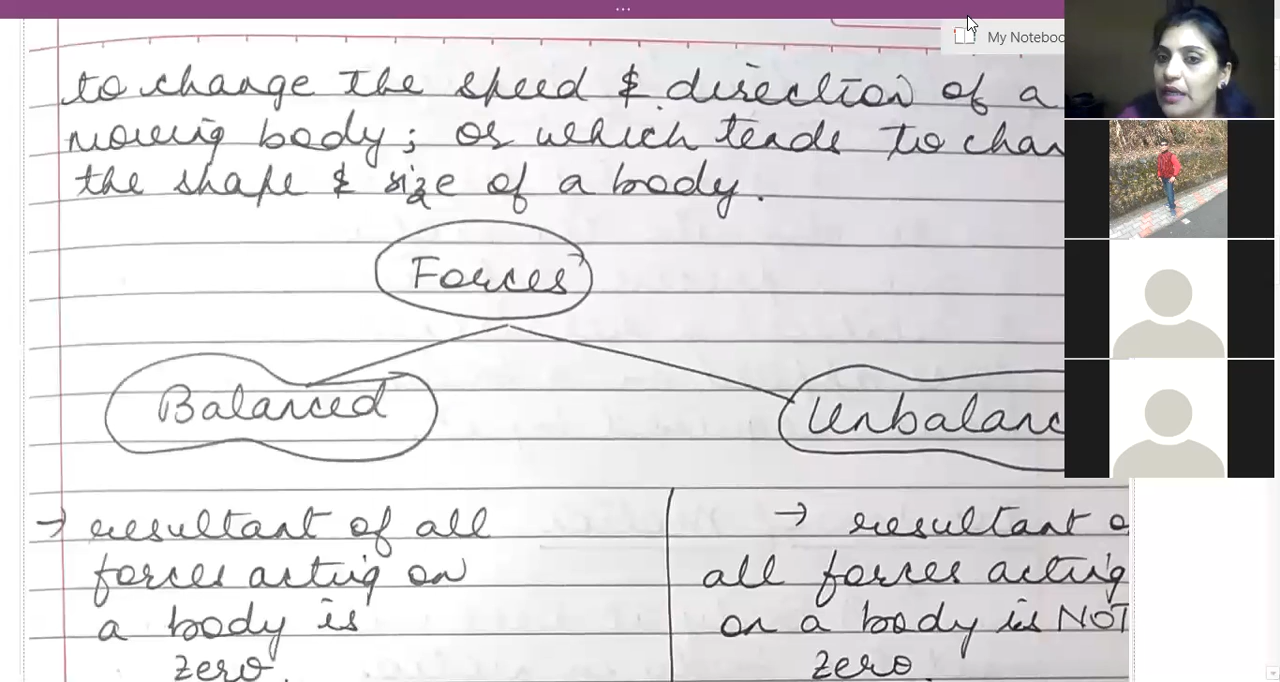 My Noteboo
to change the speed & direction of a
moving body; or which tends to chan
the shape & size of a body.
Forces
Balanced
Unbalanc
→ resultant of all
forces acting on
a body is
zero.
→ resultant o
all forces acting
on a body is NOT
zero.